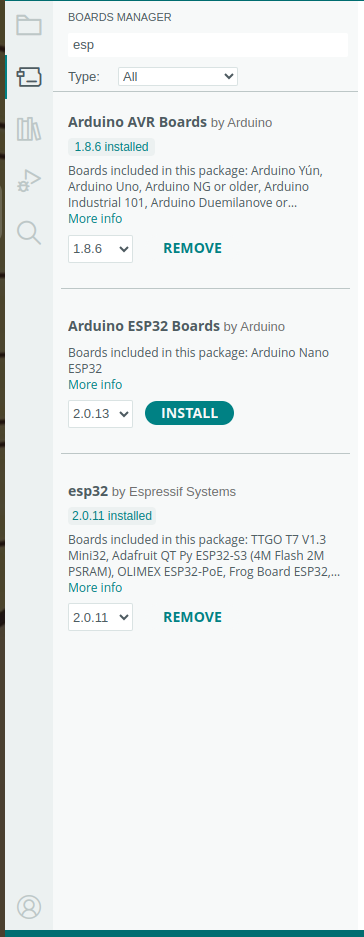 BOARDS MANAGER
esp
Type: All
Arduino AVR Boards by Arduino
1.8.6 installed
Boards included in this package: Arduino Yún,
Arduino Uno, Arduino NG or older, Arduino
Industrial 101, Arduino Duemilanove or...
More info
1.8.6 REMOVE
Arduino ESP32 Boards by Arduino
Boards included in this package: Arduino Nano
ESP32
More info
2.0.13 INSTALL
esp32 by Espressif Systems
2.0.11 installed
Boards included in this package: TTGO T7 V1.3
Mini32, Adafruit QT Py ESP32-S3 (4M Flash 2M
PSRAM), OLIMEX ESP32-PoE, Frog Board ESP32,...
More info
2.0.11 REMOVE